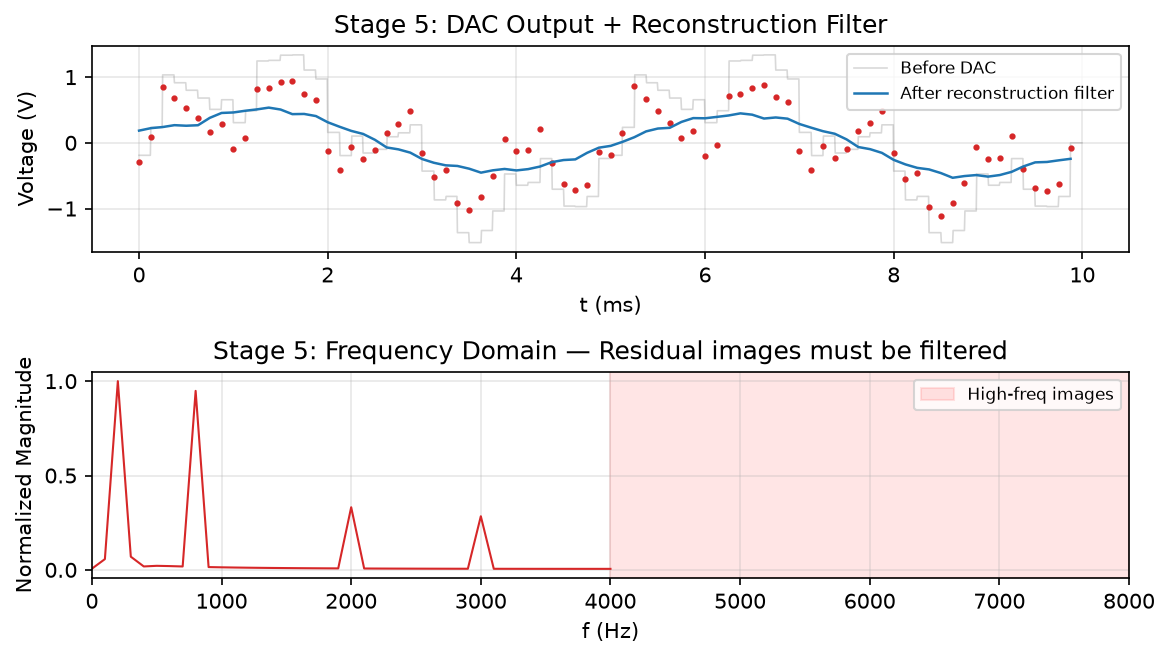 Stage 5: DAC Output + Reconstruction Filter
Voltage (V)
1
0
−1
Before DAC
After reconstruction filter
0 2 4 6 8 10
t (ms)
Stage 5: Frequency Domain — Residual images must be filtered
Normalized Magnitude
1.0
0.5
0.0
High-freq images
0 1000 2000 3000 4000 5000 6000 7000 8000
f (Hz)